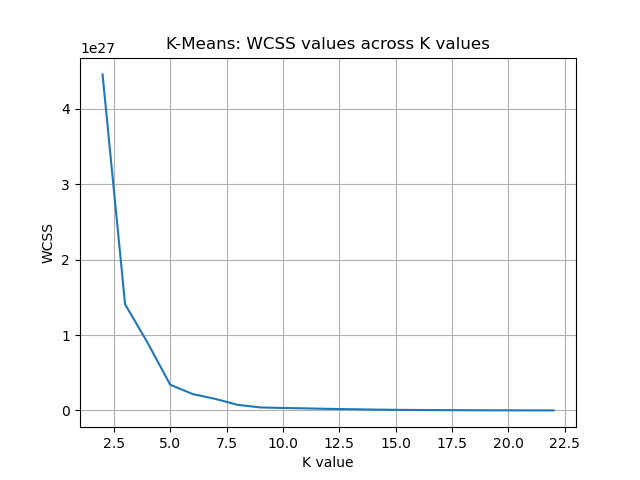 K-Means: WCSS values across K values
1e27
4
3
2
1
0
WCSS
2.5 5.0 7.5 10.0 12.5 15.0 17.5 20.0 22.5
K value